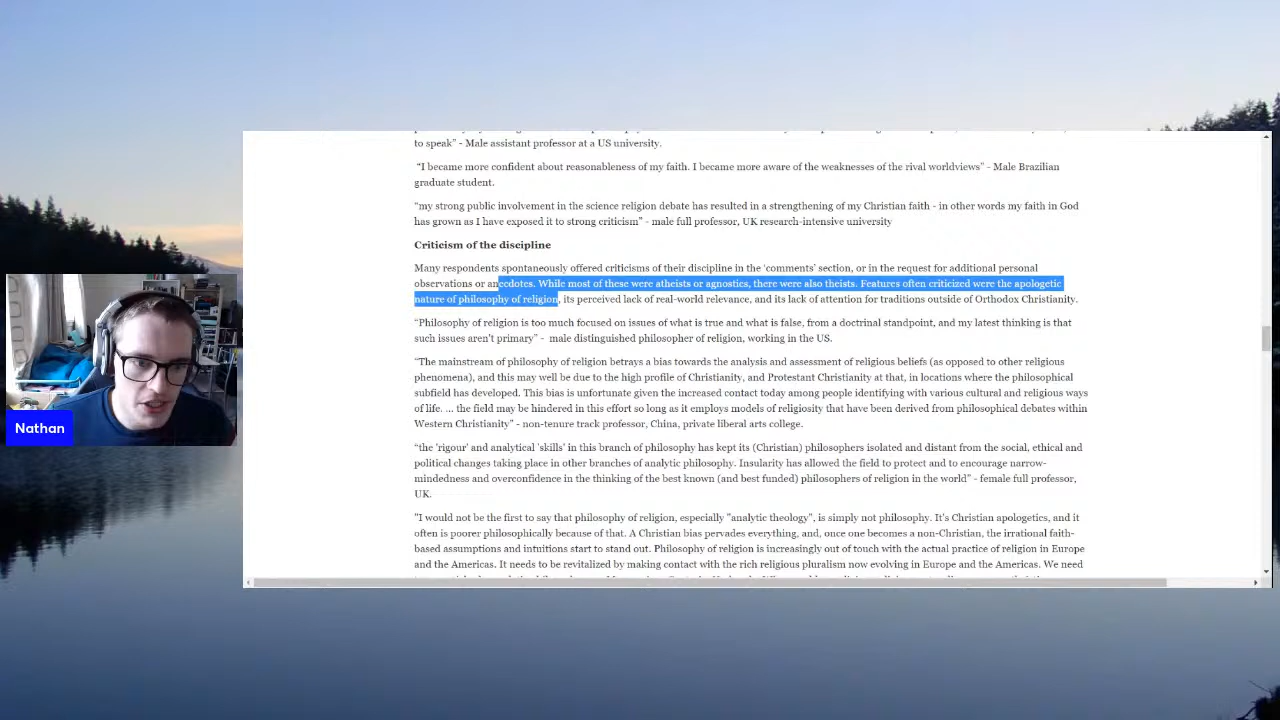 to speak” - Male assistant professor at a US university.
“I became more confident about reasonableness of my faith. I became more aware of the weaknesses of the rival worldviews” - Male Brazilian
graduate student.
“my strong public involvement in the science religion debate has resulted in a strengthening of my Christian faith - in other words my faith in God
has grown as I have exposed it to strong criticism” - male full professor, UK research-intensive university
Criticism of the discipline
Many respondents spontaneously offered criticisms of their discipline in the ‘comments’ section, or in the request for additional personal
observations or anecdotes. While most of these were atheists or agnostics, there were also theists. Features often criticized were the apologetic
nature of philosophy of religion, its perceived lack of real-world relevance, and its lack of attention for traditions outside of Orthodox Christianity.
“Philosophy of religion is too much focused on issues of what is true and what is false, from a doctrinal standpoint, and my latest thinking is that
such issues aren't primary” - male distinguished philosopher of religion, working in the US.
“The mainstream of philosophy of religion betrays a bias towards the analysis and assessment of religious beliefs (as opposed to other religious
phenomena), and this may well be due to the high profile of Christianity, and Protestant Christianity at that, in locations where the philosophical
subfield has developed. This bias is unfortunate given the increased contact today among people identifying with various cultural and religious ways
of life. ... the field may be hindered in this effort so long as it employs models of religiosity that have been derived from philosophical debates within
Western Christianity” - non-tenure track professor, China, private liberal arts college.
“the 'rigour' and analytical 'skills' in this branch of philosophy has kept its (Christian) philosophers isolated and distant from the social, ethical and
political changes taking place in other branches of analytic philosophy. Insularity has allowed the field to protect and to encourage narrow-
mindedness and overconfidence in the thinking of the best known (and best funded) philosophers of religion in the world” - female full professor,
UK.
"I would not be the first to say that philosophy of religion, especially "analytic theology", is simply not philosophy. It's Christian apologetics, and it
often is poorer philosophically because of that. A Christian bias pervades everything, and, once one becomes a non-Christian, the irrational faith-
based assumptions and intuitions start to stand out. Philosophy of religion is increasingly out of touch with the actual practice of religion in Europe
and the Americas. It needs to be revitalized by making contact with the rich religious pluralism now evolving in Europe and the Americas. We need
Nathan